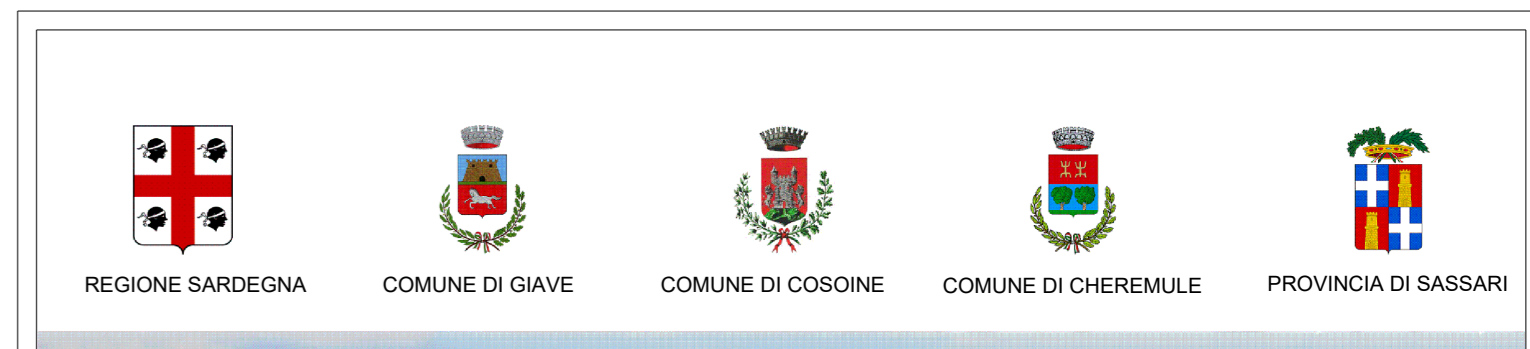 REGIONE SARDEGNA
COMUNE DI GIAVE
COMUNE DI COSOINE
COMUNE DI CHEREMULE
PROVINCIA DI SASSARI